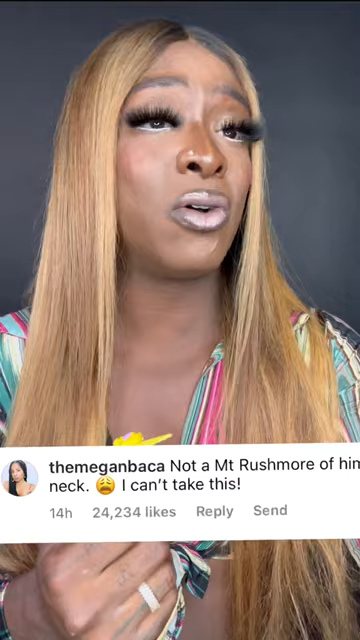 themeganbaca Not a Mt Rushmore of him
neck. 😩 I can't take this!
14h 24,234 likes Reply Send